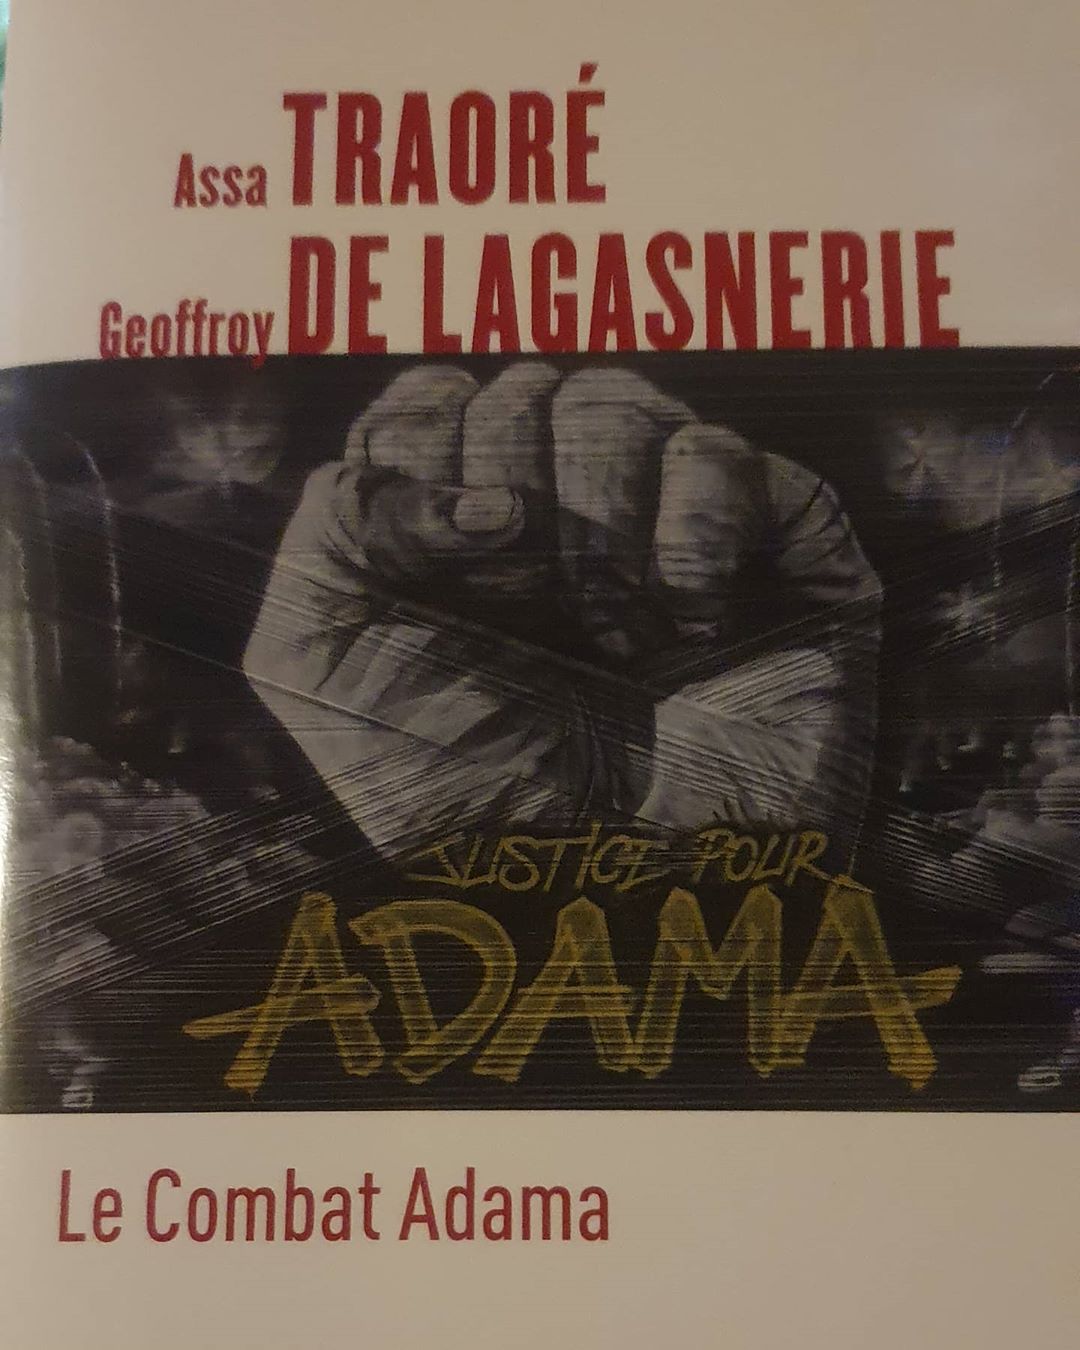 Assa TRAORÉ
Geoffroy DE LAGASNERIE
JUSTICE POUR
ADAMA
Le Combat Adama